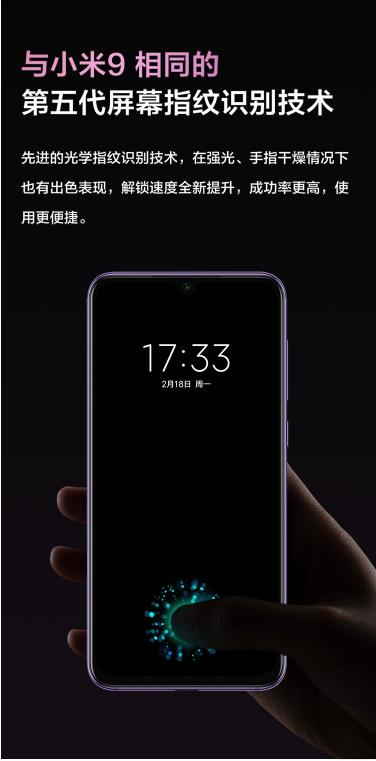 与小米9 相同的
第五代屏幕指纹识别技术
先进的光学指纹识别技术，在强光、手指干燥情况下
也有出色表现，解锁速度全新提升，成功率更高，使
用更便捷。
17:33
2月18日 周一